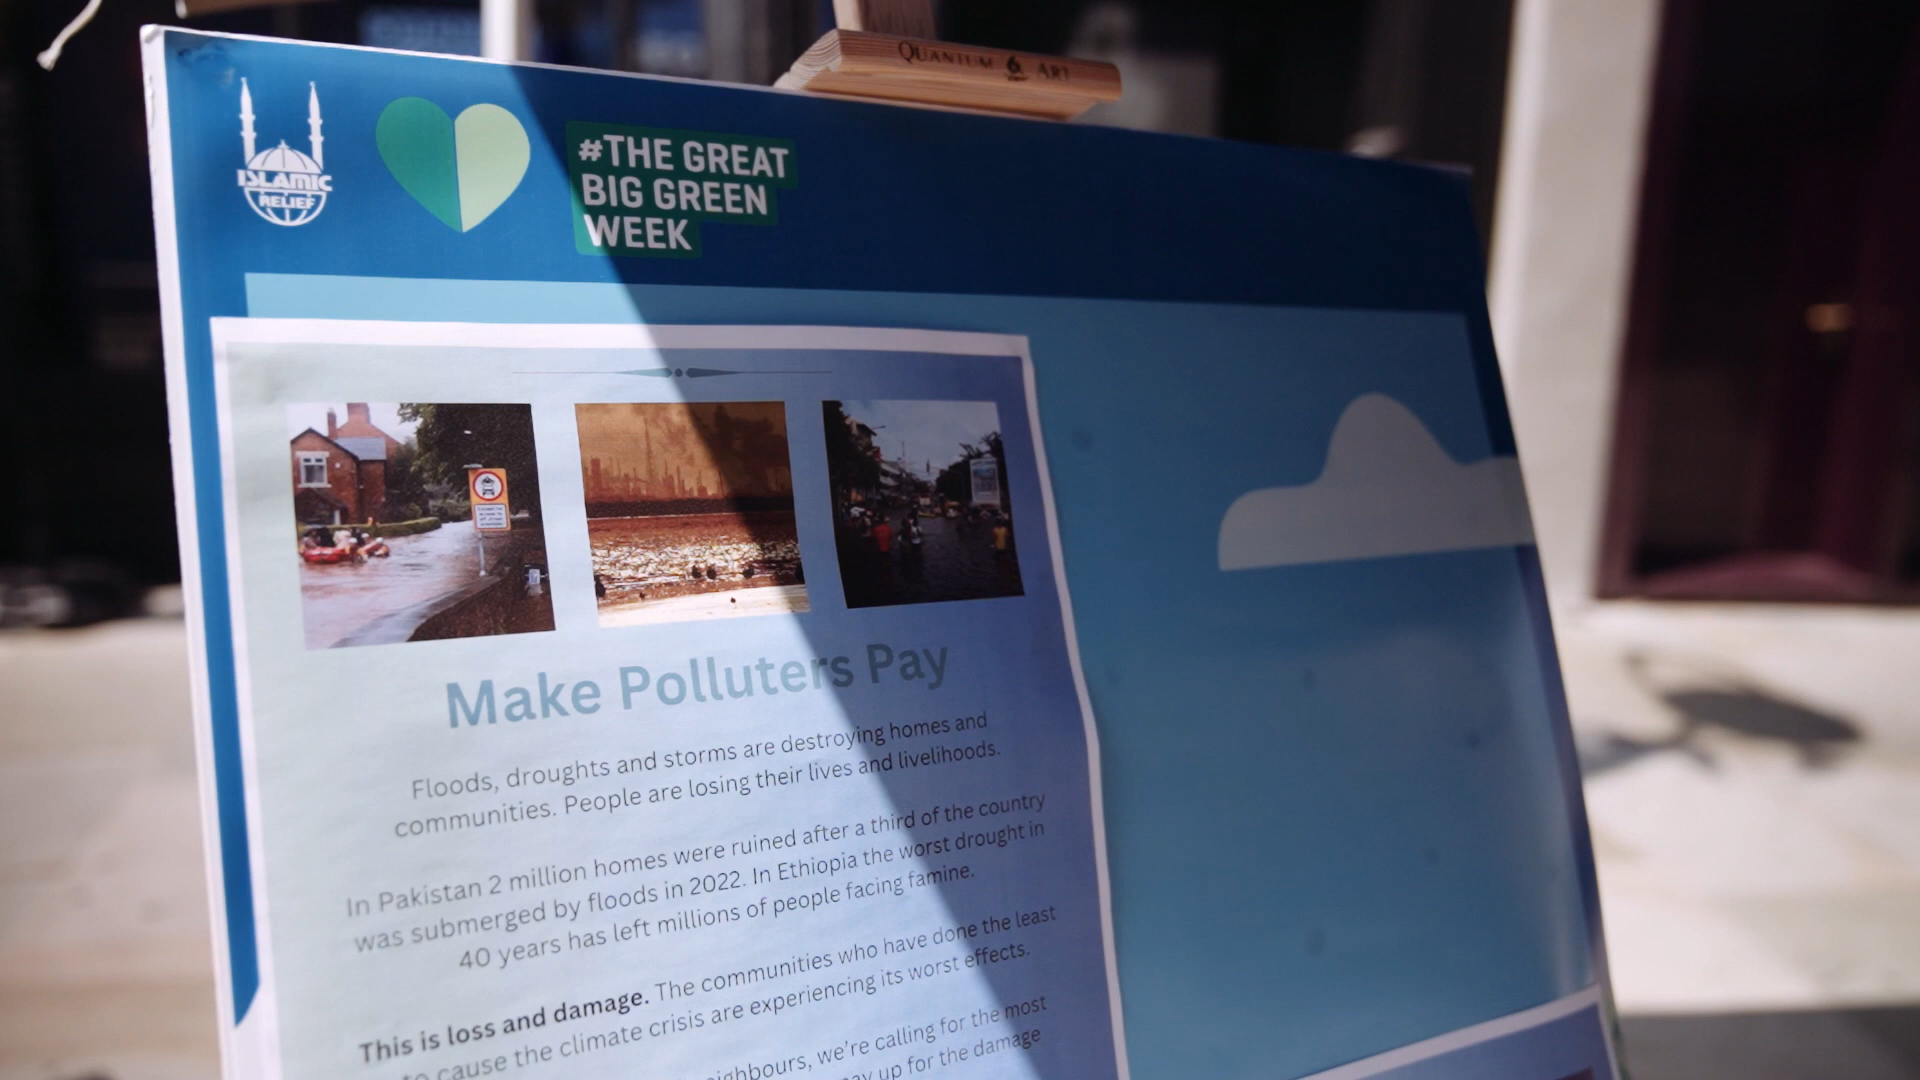 QUANTUM ART
ISLAMIC
RELIEF
#THE GREAT
BIG GREEN
WEEK
Make Polluters Pay
Floods, droughts and storms are destroying homes and
communities. People are losing their lives and livelihoods.
In Pakistan 2 million homes were ruined after a third of the country
was submerged by floods in 2022. In Ethiopia the worst drought in
40 years has left millions of people facing famine.
This is loss and damage. The communities who have done the least
to cause the climate crisis are experiencing its worst effects.
we're calling for the most
up for the damage